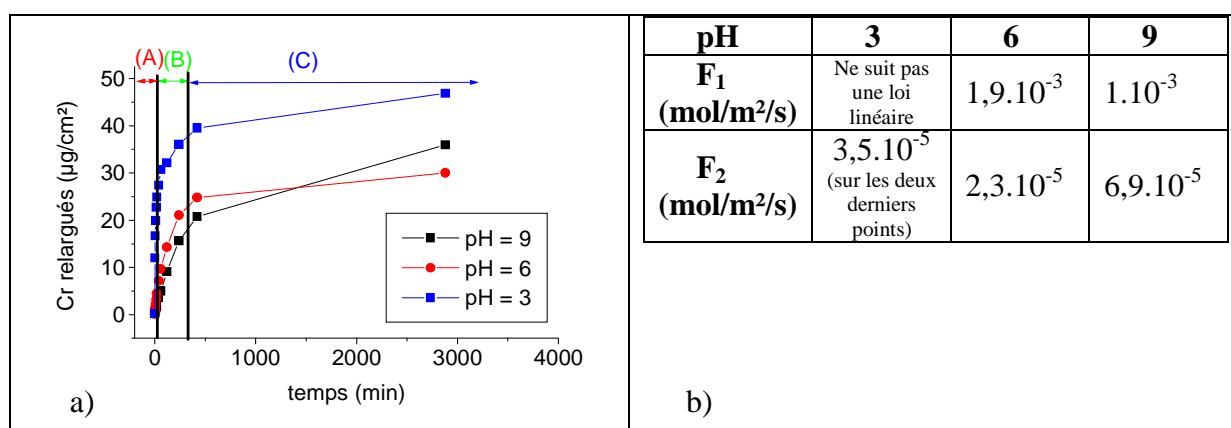 (A) (B) (C)
50
40
30
20
10
0
Cr relargués (µg/cm²)
pH = 9
pH = 6
pH = 3
0 1000 2000 3000 4000
temps (min)
a)
pH 3 6 9
F₁ (mol/m²/s) Ne suit pas une loi linéaire 1,9.10⁻³ 1.10⁻³
F₂ (mol/m²/s) 3,5.10⁻⁵ (sur les deux derniers points) 2,3.10⁻⁵ 6,9.10⁻⁵
b)